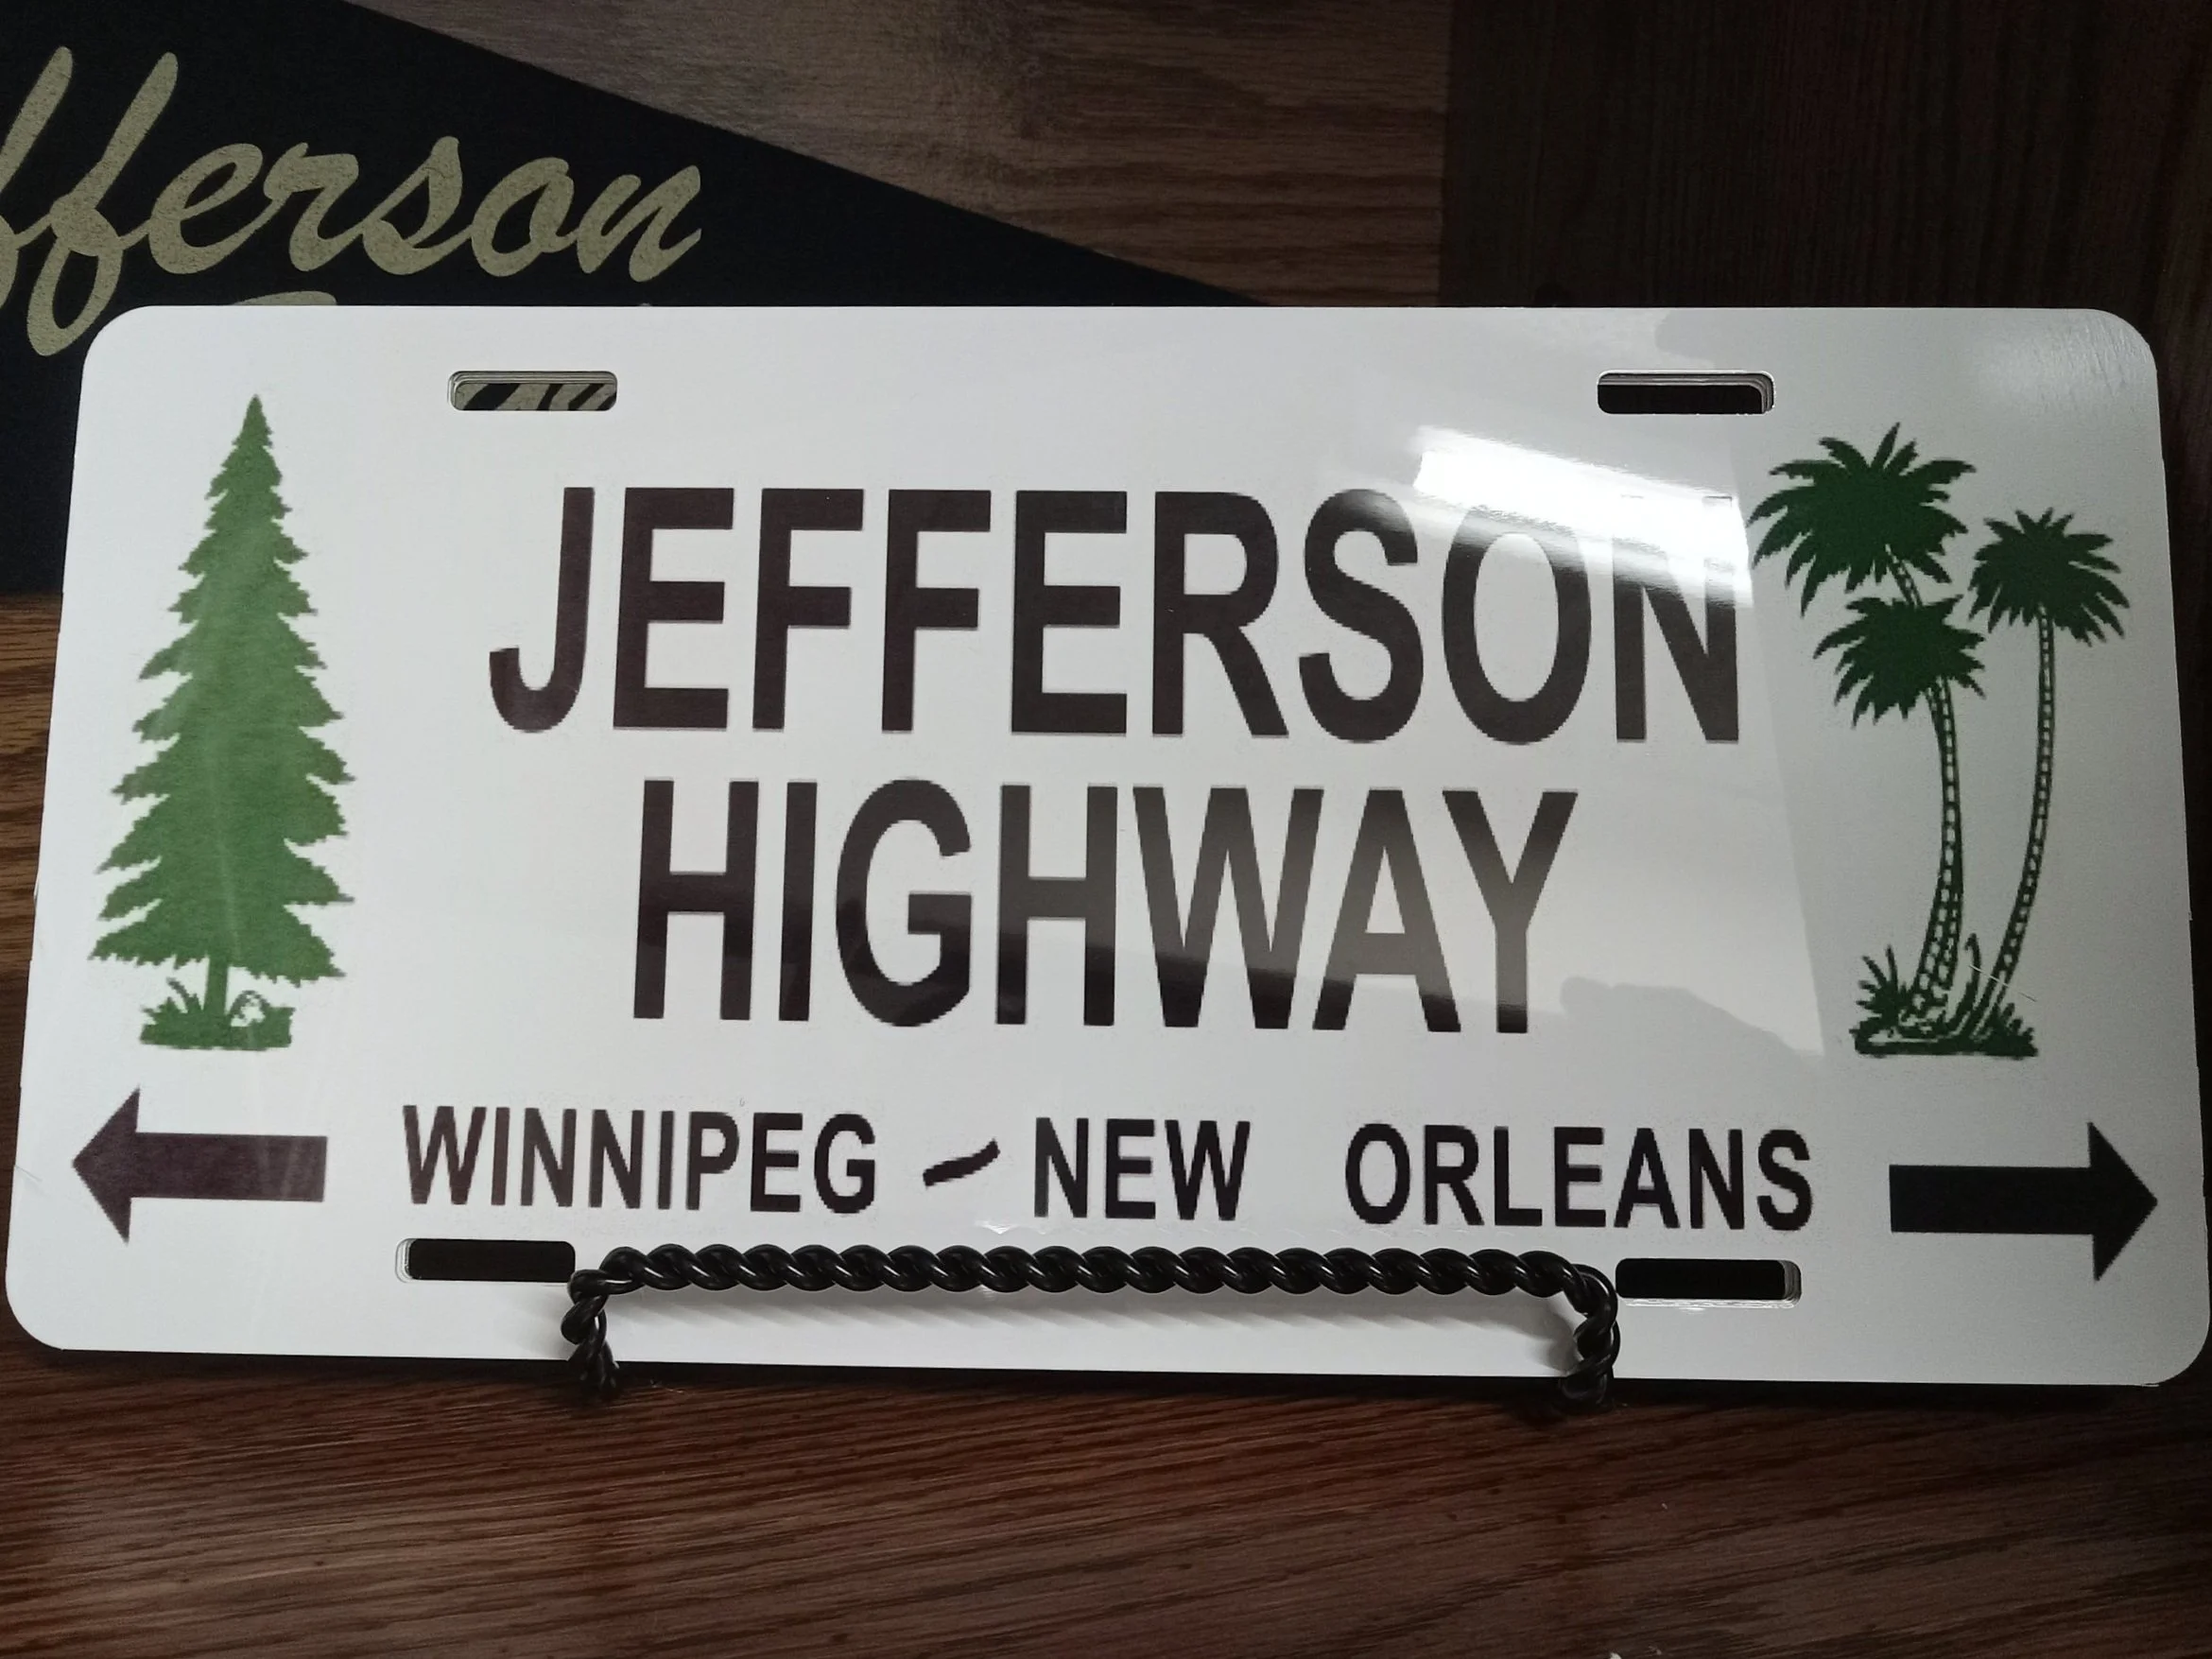 fferson
JEFFERSON
HIGHWAY
WINNIPEG - NEW ORLEANS